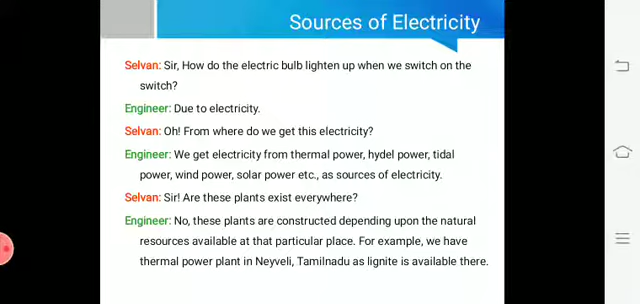 Sources of Electricity
Selvan: Sir, How do the electric bulb lighten up when we switch on the
switch?
Engineer: Due to electricity.
Selvan: Oh! From where do we get this electricity?
Engineer: We get electricity from thermal power, hydel power, tidal
power, wind power, solar power etc., as sources of electricity.
Selvan: Sir! Are these plants exist everywhere?
Engineer: No, these plants are constructed depending upon the natural
resources available at that particular place. For example, we have
thermal power plant in Neyveli, Tamilnadu as lignite is available there.